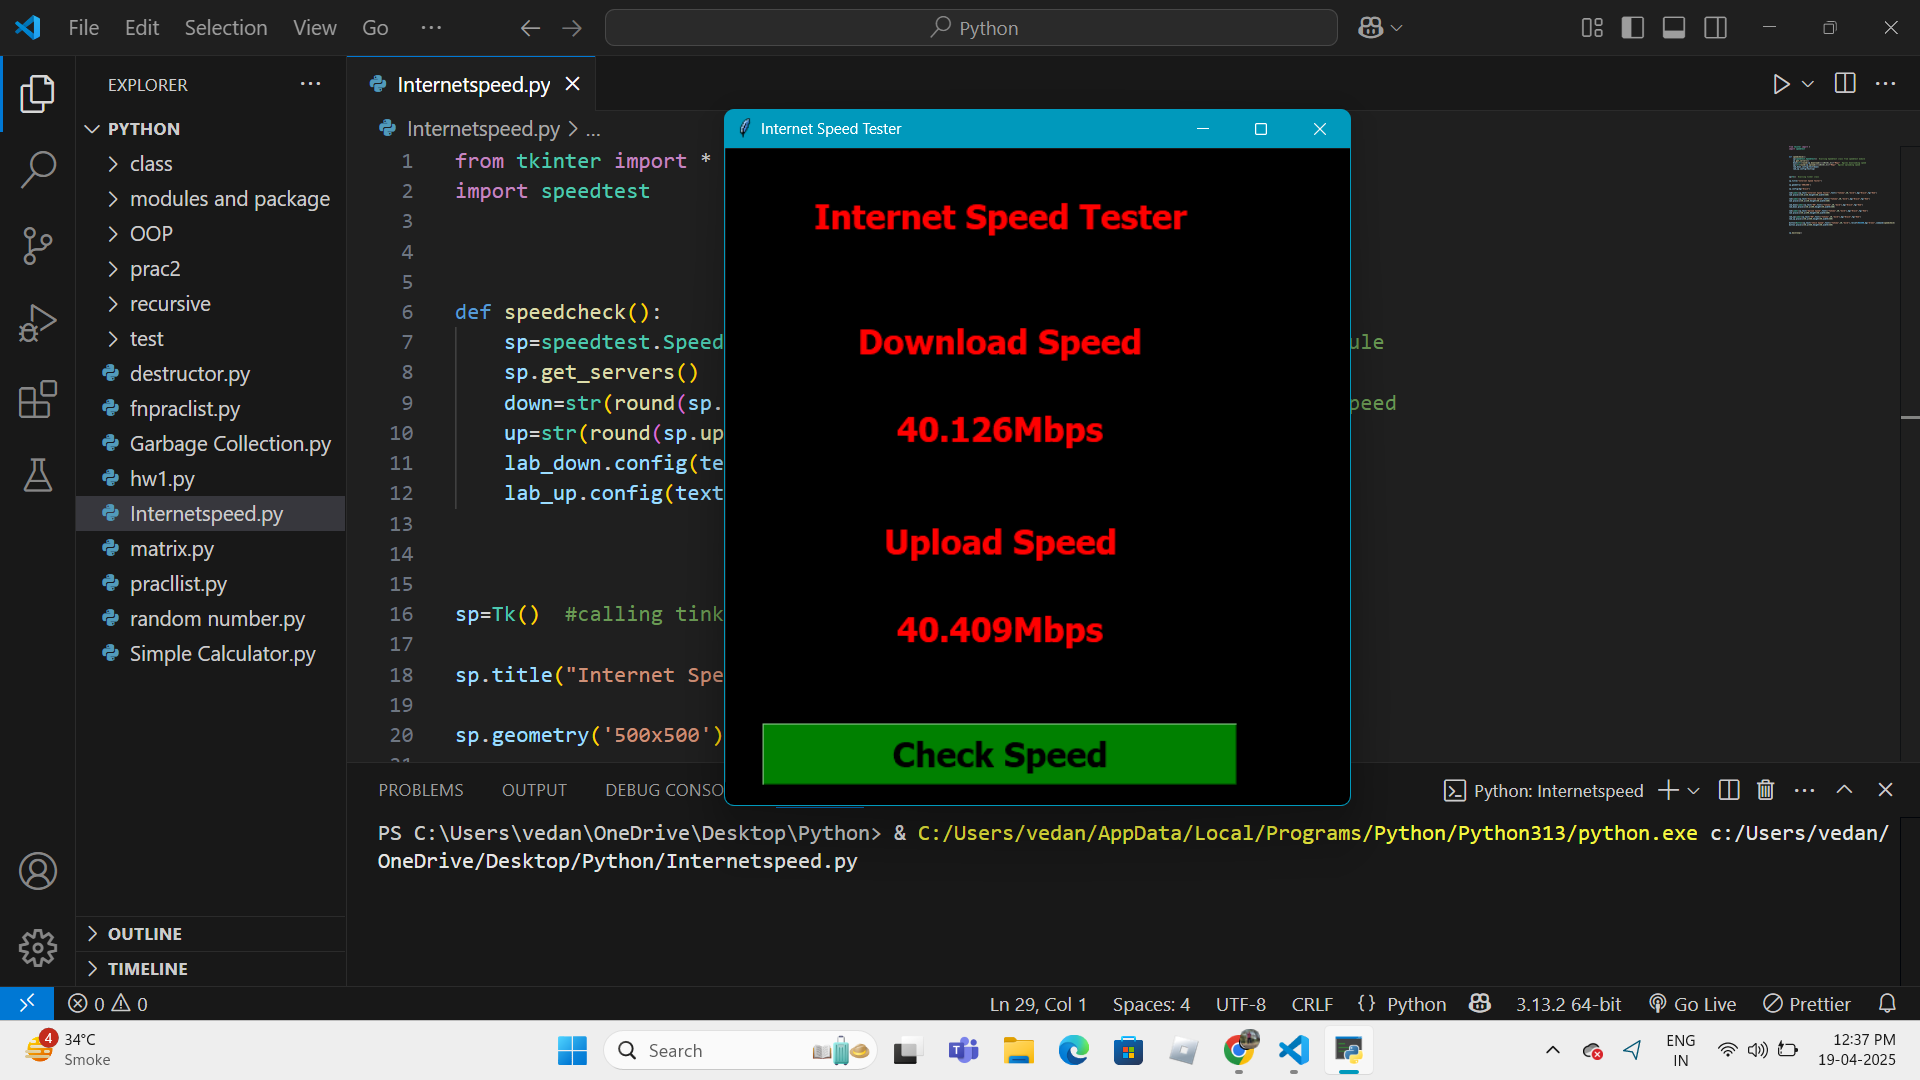 File Edit Selection View Go ...
Python
EXPLORER
PYTHON
class
modules and package
OOP
prac2
recursive
test
destructor.py
fnpraclist.py
Garbage Collection.py
hw1.py
Internetspeed.py
matrix.py
pracllist.py
random number.py
Simple Calculator.py
OUTLINE
TIMELINE
Internetspeed.py
Internetspeed.py > ...
1 from tkinter import *
2 import speedtest
3
4
5
6 def speedcheck():
7 sp=speedtest.Speed ule
8 sp.get_servers()
9 down=str(round(sp. peed
10 up=str(round(sp.up
11 lab_down.config(te
12 lab_up.config(text
13
14
15
16 sp=Tk() #calling tink
17
18 sp.title("Internet Spe
19
20 sp.geometry('500x500')
Internet Speed Tester
Internet Speed Tester
Download Speed
40.126Mbps
Upload Speed
40.409Mbps
Check Speed
PROBLEMS OUTPUT DEBUG CONSO
Python: Internetspeed
PS C:\Users\vedan\OneDrive\Desktop\Python> & C:/Users/vedan/AppData/Local/Programs/Python/Python313/python.exe c:/Users/vedan/
OneDrive/Desktop/Python/Internetspeed.py
0 0
Ln 29, Col 1 Spaces: 4 UTF-8 CRLF {} Python 3.13.2 64-bit Go Live Prettier
4
34°C
Smoke
Search
ENG
IN
12:37 PM
19-04-2025